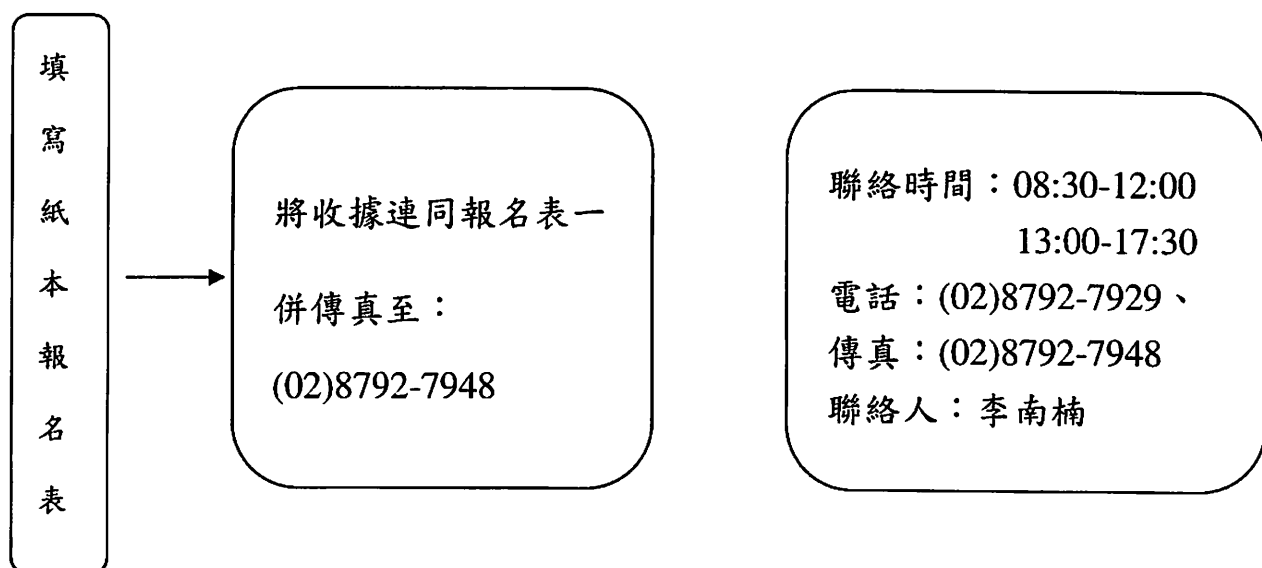 填寫紙本報名表
將收據連同報名表一
併傳真至：
(02)8792-7948
聯絡時間：08:30-12:00
13:00-17:30
電話：(02)8792-7929、
傳真：(02)8792-7948
聯絡人：李南楠